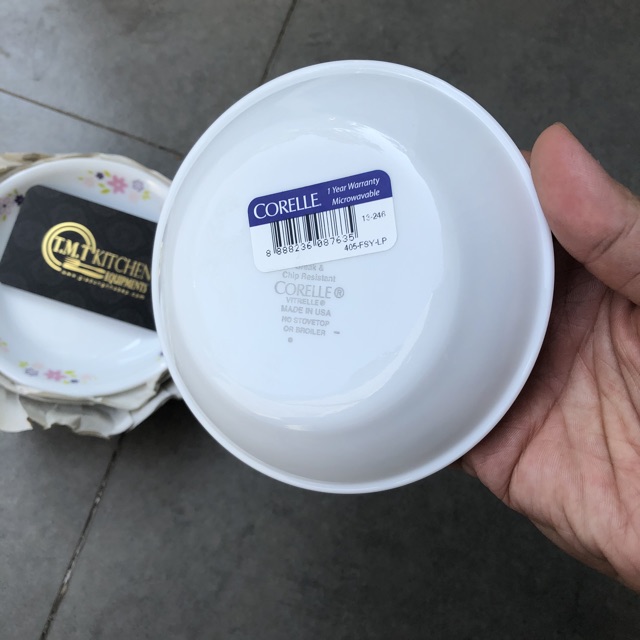 CORELLE
1 Year Warranty
Microwavable
13-246
8 888236 087635
405-FSY-LP
&
Chip Resistant
CORELLE®
VITRELLE®
MADE IN USA
NO STOVETOP
OR BROILER ™
T.M.T KITCHEN
EQUIPMENTS